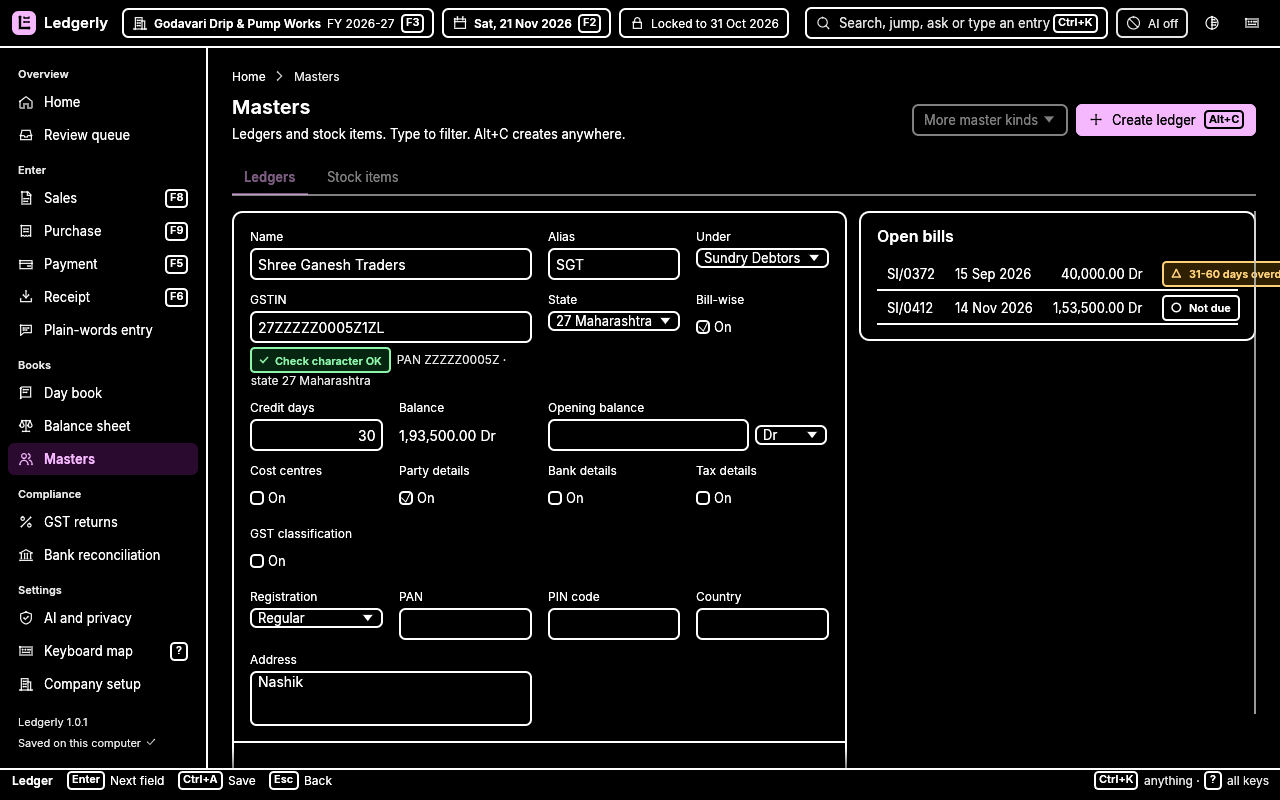 Ledgerly
Godavari Drip & Pump Works FY 2026-27 F3
Sat, 21 Nov 2026 F2
Locked to 31 Oct 2026
Search, jump, ask or type an entry Ctrl+K
AI off
Overview
Home
Review queue
Enter
Sales F8
Purchase F9
Payment F5
Receipt F6
Plain-words entry
Books
Day book
Balance sheet
Masters
Compliance
GST returns
Bank reconciliation
Settings
AI and privacy
Keyboard map ?
Company setup
Ledgerly 1.0.1
Saved on this computer
Home Masters
Masters
Ledgers and stock items. Type to filter. Alt+C creates anywhere.
More master kinds
Create ledger Alt+C
Ledgers Stock items
Name Alias Under
Shree Ganesh Traders SGT Sundry Debtors
GSTIN State Bill-wise
27ZZZZZ0005Z1ZL 27 Maharashtra On
Check character OK PAN ZZZZZ0005Z ·
state 27 Maharashtra
Credit days Balance Opening balance
30 1,93,500.00 Dr Dr
Cost centres Party details Bank details Tax details
On On On On
GST classification
On
Registration PAN PIN code Country
Regular
Address
Nashik
Open bills
SI/0372 15 Sep 2026 40,000.00 Dr 31-60 days
SI/0412 14 Nov 2026 1,53,500.00 Dr Not due
Ledger Enter Next field Ctrl+A Save Esc Back
Ctrl+K anything · ? all keys